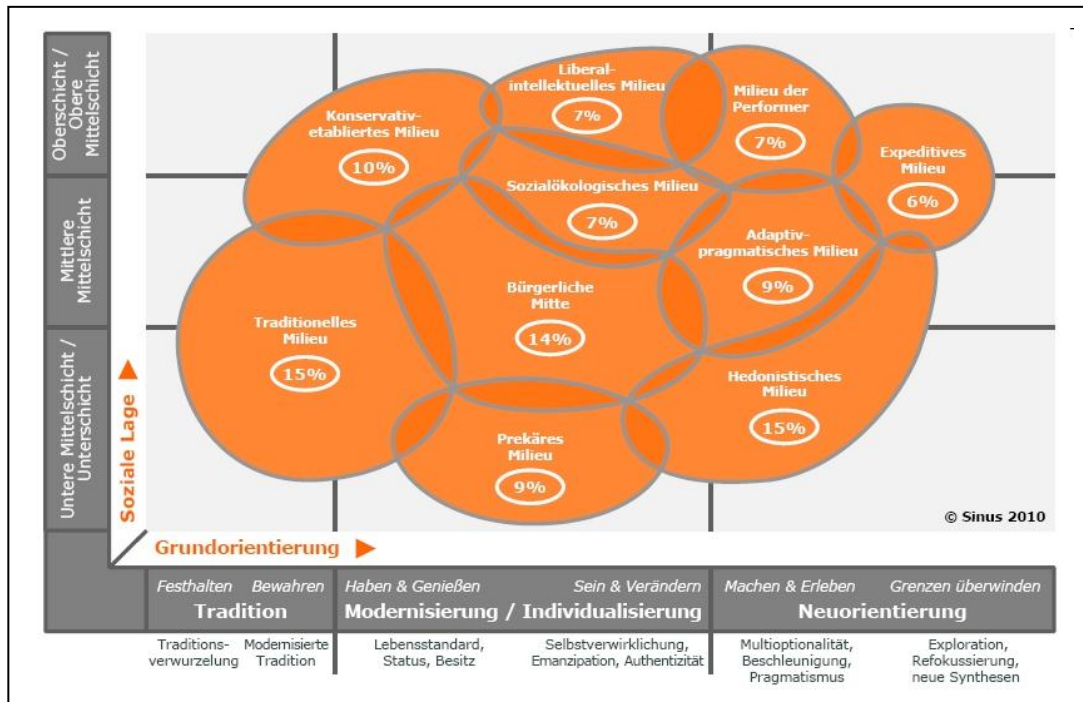 Oberschicht /
Obere
Mittelschicht
Mittlere
Mittelschicht
Untere Mittelschicht /
Unterschicht
Soziale Lage
Konservativ-
etabliertes Milieu
10%
Liberal-
intellektuelles Milieu
7%
Milieu der
Performer
7%
Expeditives
Milieu
6%
Sozialökologisches Milieu
7%
Adaptiv-
pragmatisches Milieu
9%
Traditionelles
Milieu
15%
Bürgerliche
Mitte
14%
Hedonistisches
Milieu
15%
Prekäres
Milieu
9%
© Sinus 2010
Grundorientierung
Festhalten Bewahren
Tradition
Haben & Genießen Sein & Verändern
Modernisierung / Individualisierung
Machen & Erleben Grenzen überwinden
Neuorientierung
Traditions-
verwurzelung
Modernisierte
Tradition
Lebensstandard,
Status, Besitz
Selbstverwirklichung,
Emanzipation, Authentizität
Multioptionalität,
Beschleunigung,
Pragmatismus
Exploration,
Refokussierung,
neue Synthesen